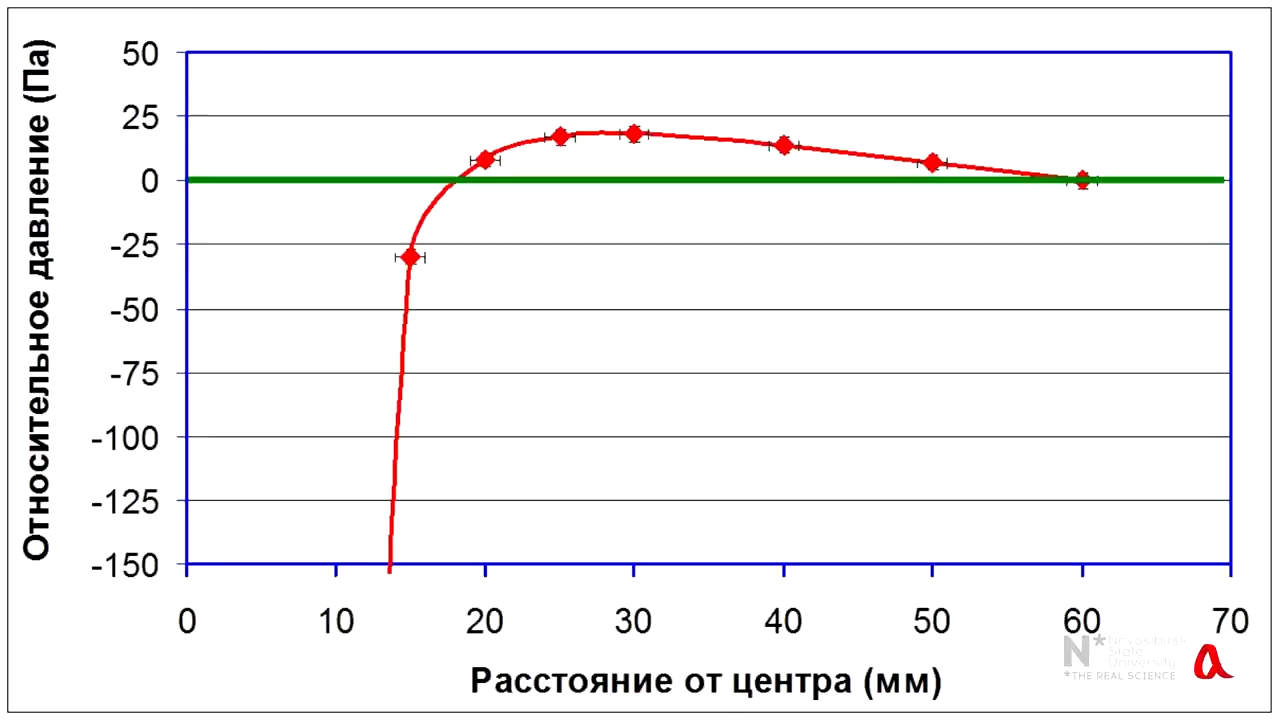 Относительное давление (Па)
50
25
0
-25
-50
-75
-100
-125
-150
0 10 20 30 40 50 60 70
Расстояние от центра (мм)
N*
Novosibirsk
State
University
*THE REAL SCIENCE